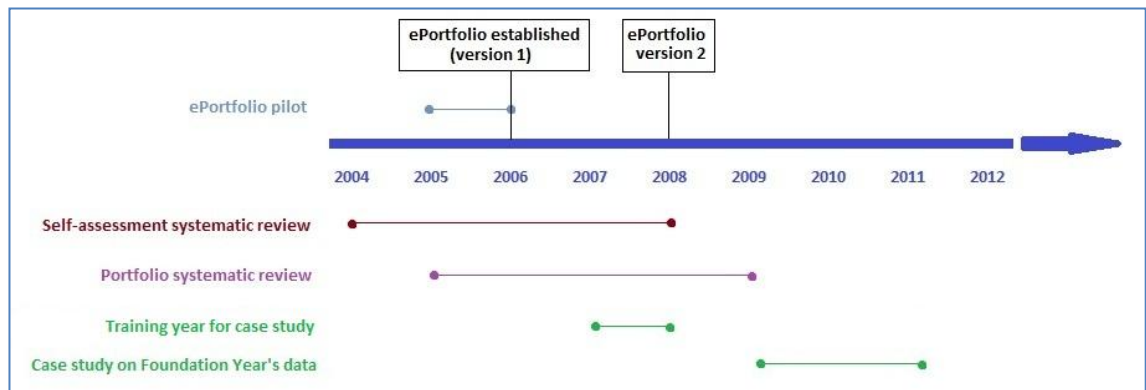 ePortfolio established
(version 1)
ePortfolio
version 2
ePortfolio pilot
2004 2005 2006 2007 2008 2009 2010 2011 2012
Self-assessment systematic review
Portfolio systematic review
Training year for case study
Case study on Foundation Year's data